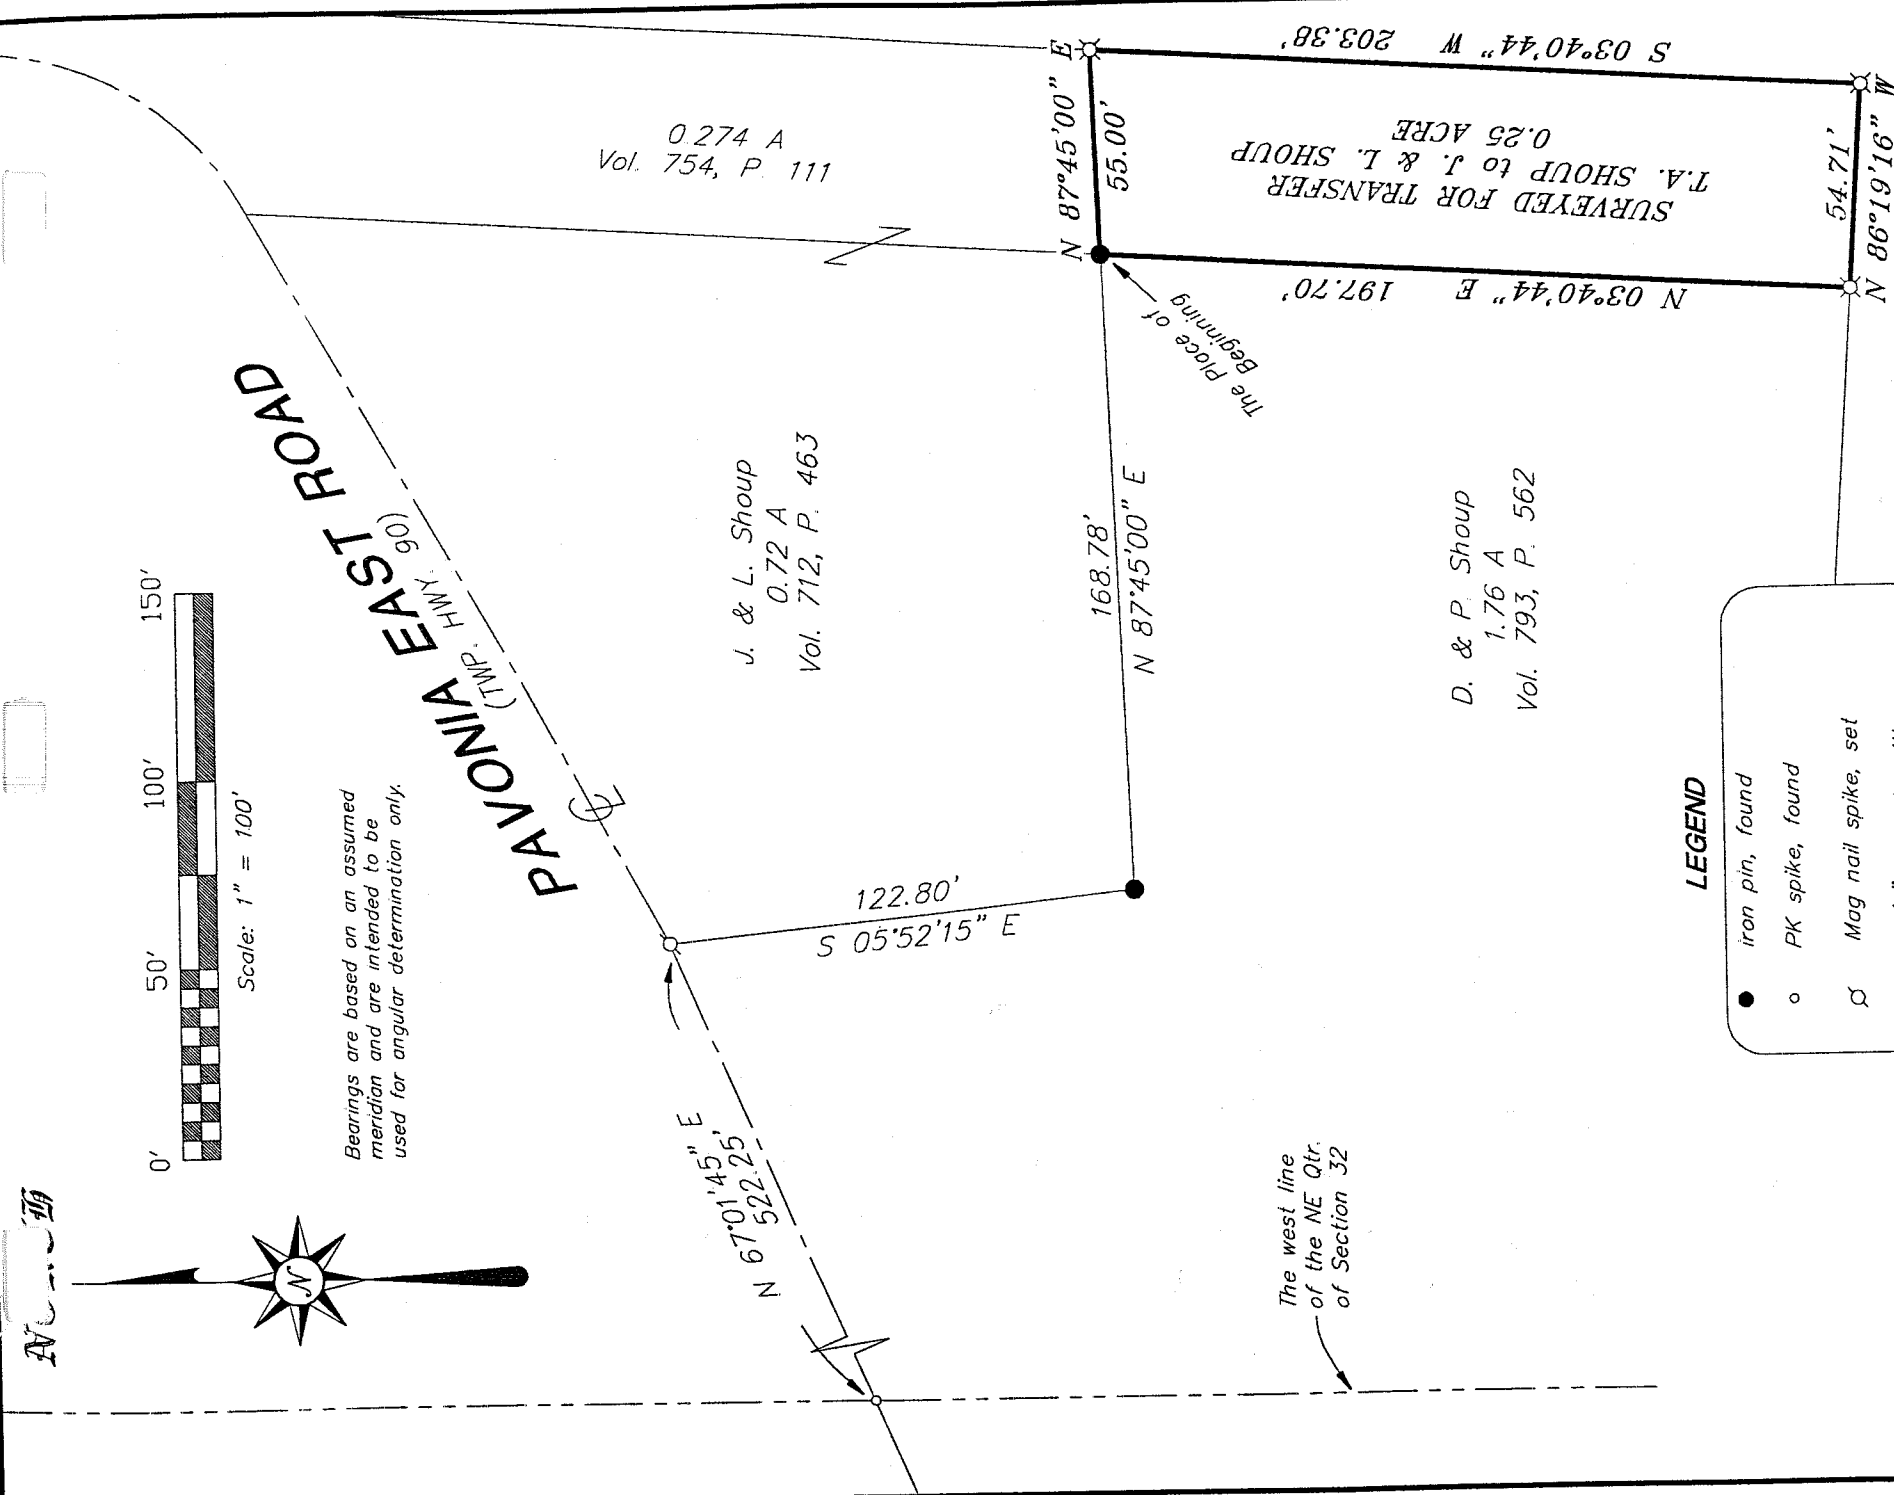 S 03°40'44" W 203.38'
N 87°45'00" E
55.00'
SURVEYED FOR TRANSFER
T.A. SHOUP to J. & L. SHOUP
0.25 ACRE
54.71'
N 86°19'16" W
N 03°40'44" E 197.70'
The Place of
Beginning
0.274 A
Vol. 754, P. 111
PAVONIA EAST ROAD
(TWP. HWY. 90)
J. & L. Shoup
0.72 A
Vol. 712, P. 463
168.78'
N 87°45'00" E
D. & P. Shoup
1.76 A
Vol. 793, P. 562
122.80'
S 05°52'15" E
0' 50' 100' 150'
Scale: 1" = 100'
Bearings are based on an assumed
meridian and are intended to be
used for angular determination only.
N
N 67°01'45" E
522.25'
The west line
of the NE Qtr.
of Section 32
LEGEND
iron pin, found
PK spike, found
Mag nail spike, set